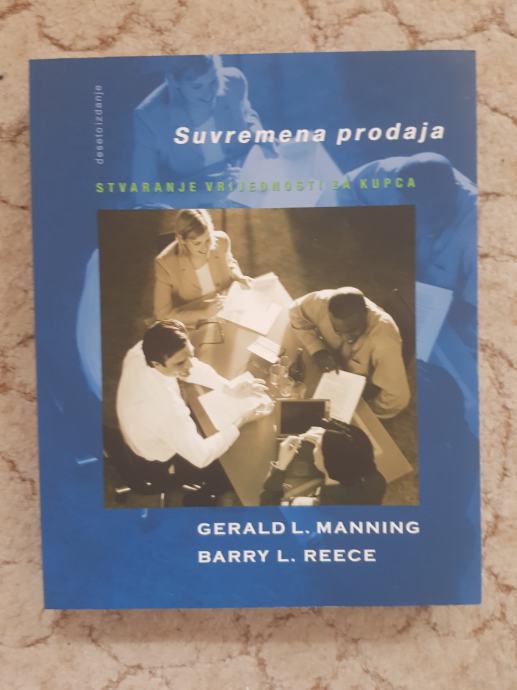 desetoizdanje
Suvremena prodaja
STVARANJE VRIJEDNOSTI ZA KUPCA
GERALD L. MANNING
BARRY L. REECE